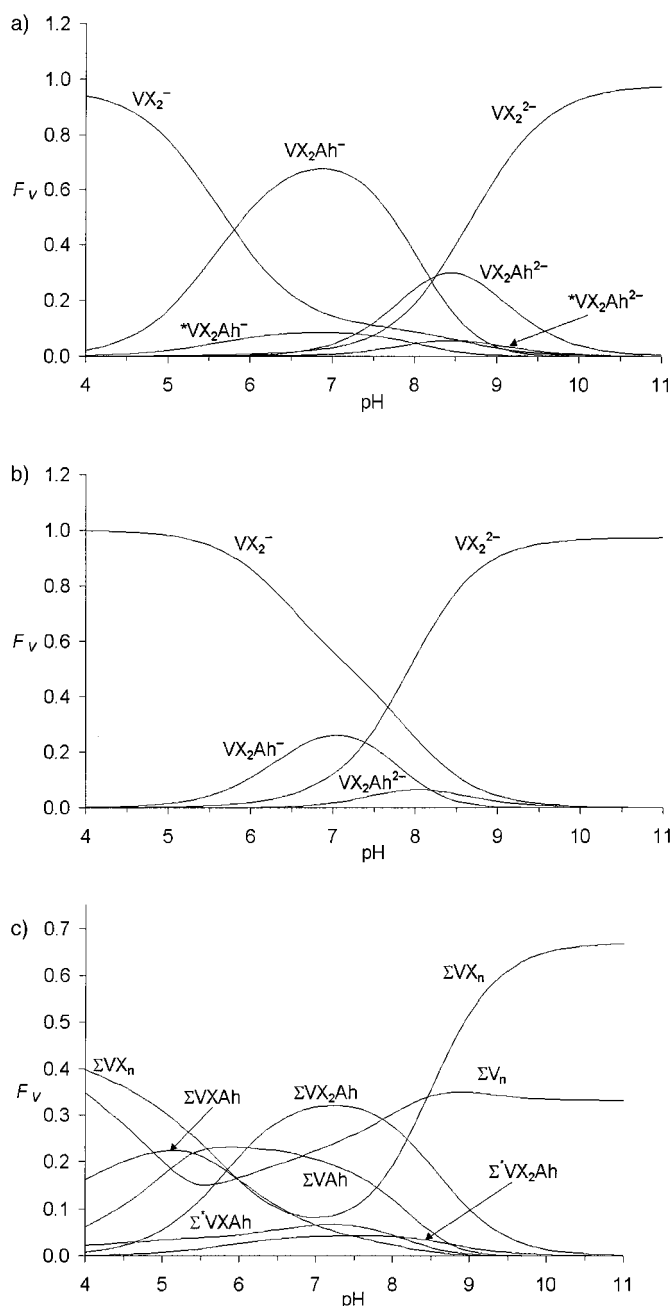 a)
1.2
1.0
0.8
0.6
0.4
0.2
0.0
F_V
VX₂⁻
VX₂Ah⁻
VX₂²⁻
VX₂Ah²⁻
*VX₂Ah²⁻
*VX₂Ah⁻
4 5 6 7 8 9 10 11
pH
b)
1.2
1.0
0.8
0.6
0.4
0.2
0.0
F_V
VX₂⁻
VX₂²⁻
VX₂Ah⁻
VX₂Ah²⁻
4 5 6 7 8 9 10 11
pH
c)
0.7
0.6
0.5
0.4
0.3
0.2
0.1
0.0
F_V
ΣVXₙ
ΣVXₙ
ΣVXAh
ΣVX₂Ah
ΣVₙ
ΣVAh
Σ*VX₂Ah
Σ*VXAh
4 5 6 7 8 9 10 11
pH